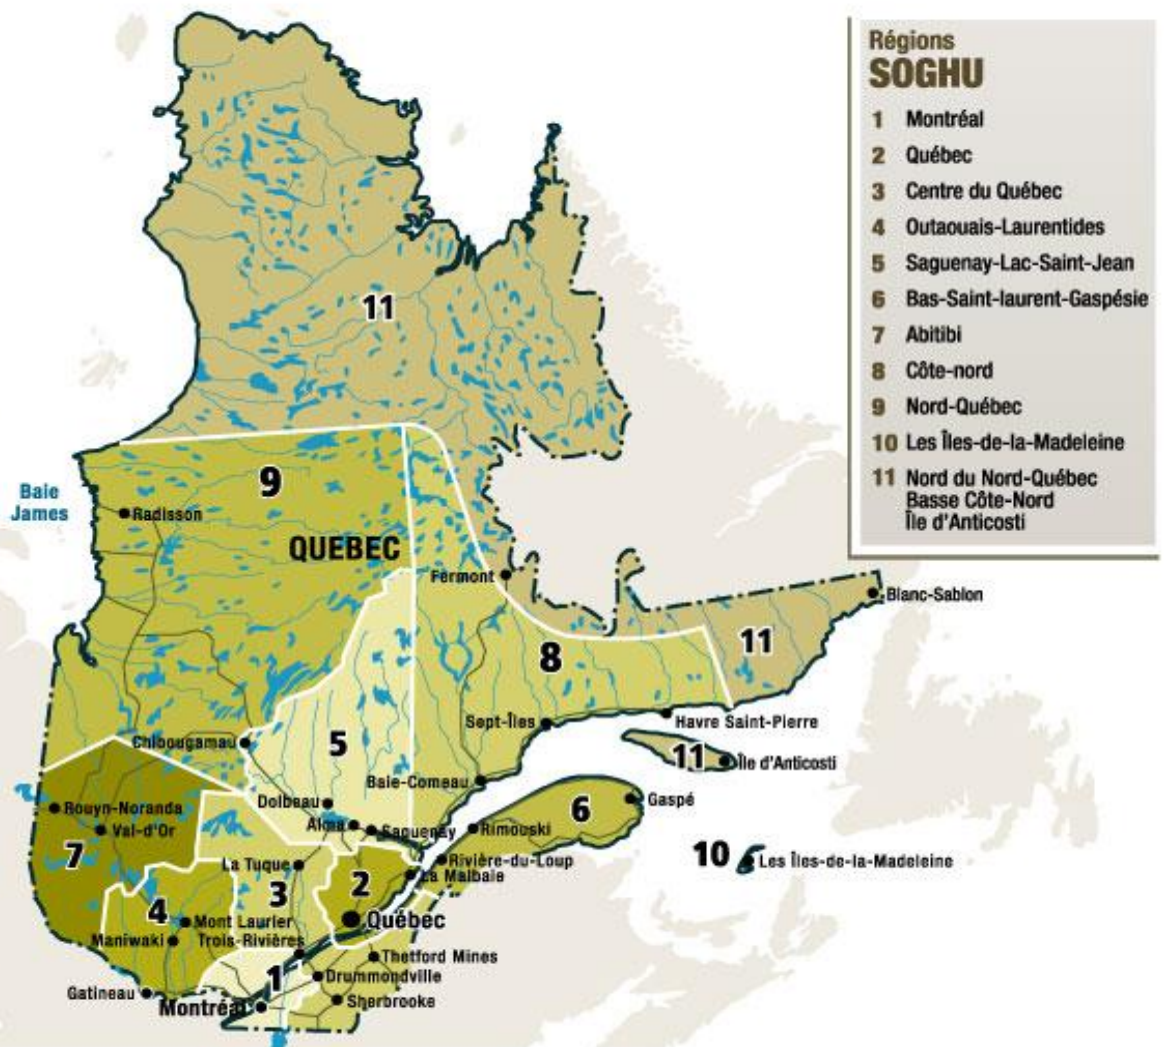 Régions
SOGHU
1 Montréal
2 Québec
3 Centre du Québec
4 Outaouais-Laurentides
5 Saguenay-Lac-Saint-Jean
6 Bas-Saint-laurent-Gaspésie
7 Abitibi
8 Côte-nord
9 Nord-Québec
10 Les Îles-de-la-Madeleine
11 Nord du Nord-Québec
Basse Côte-Nord
Île d'Anticosti
11
9
Baie
James
Radisson
QUEBEC
Fermont
Blanc-Sablon
11
8
Sept-Îles
Havre Saint-Pierre
Chibougamau
5
11
Île d'Anticosti
Baie-Comeau
Rouyn-Noranda
Dolbeau
6
Gaspé
Val-d'Or
Alma
Saguenay
Rimouski
7
10
Les Îles-de-la-Madeleine
La Tuque
Rivière-du-Loup
La Malbaie
3
2
4
Mont Laurier
Québec
Maniwaki
Trois-Rivières
Thetford Mines
1
Drummondville
Gatineau
Montréal
Sherbrooke